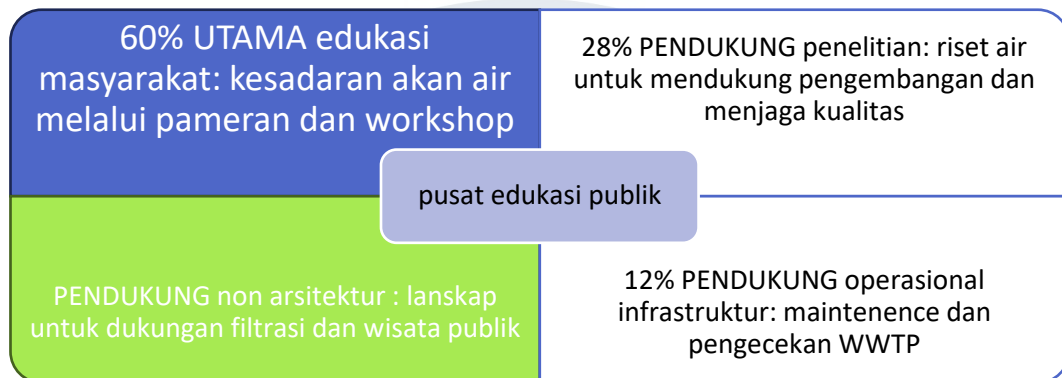 60% UTAMA edukasi
masyarakat: kesadaran akan air
melalui pameran dan workshop
28% PENDUKUNG penelitian: riset air
untuk mendukung pengembangan dan
menjaga kualitas
pusat edukasi publik
PENDUKUNG non arsitektur : lanskap
untuk dukungan filtrasi dan wisata publik
12% PENDUKUNG operasional
infrastruktur: maintenence dan
pengecekan WWTP